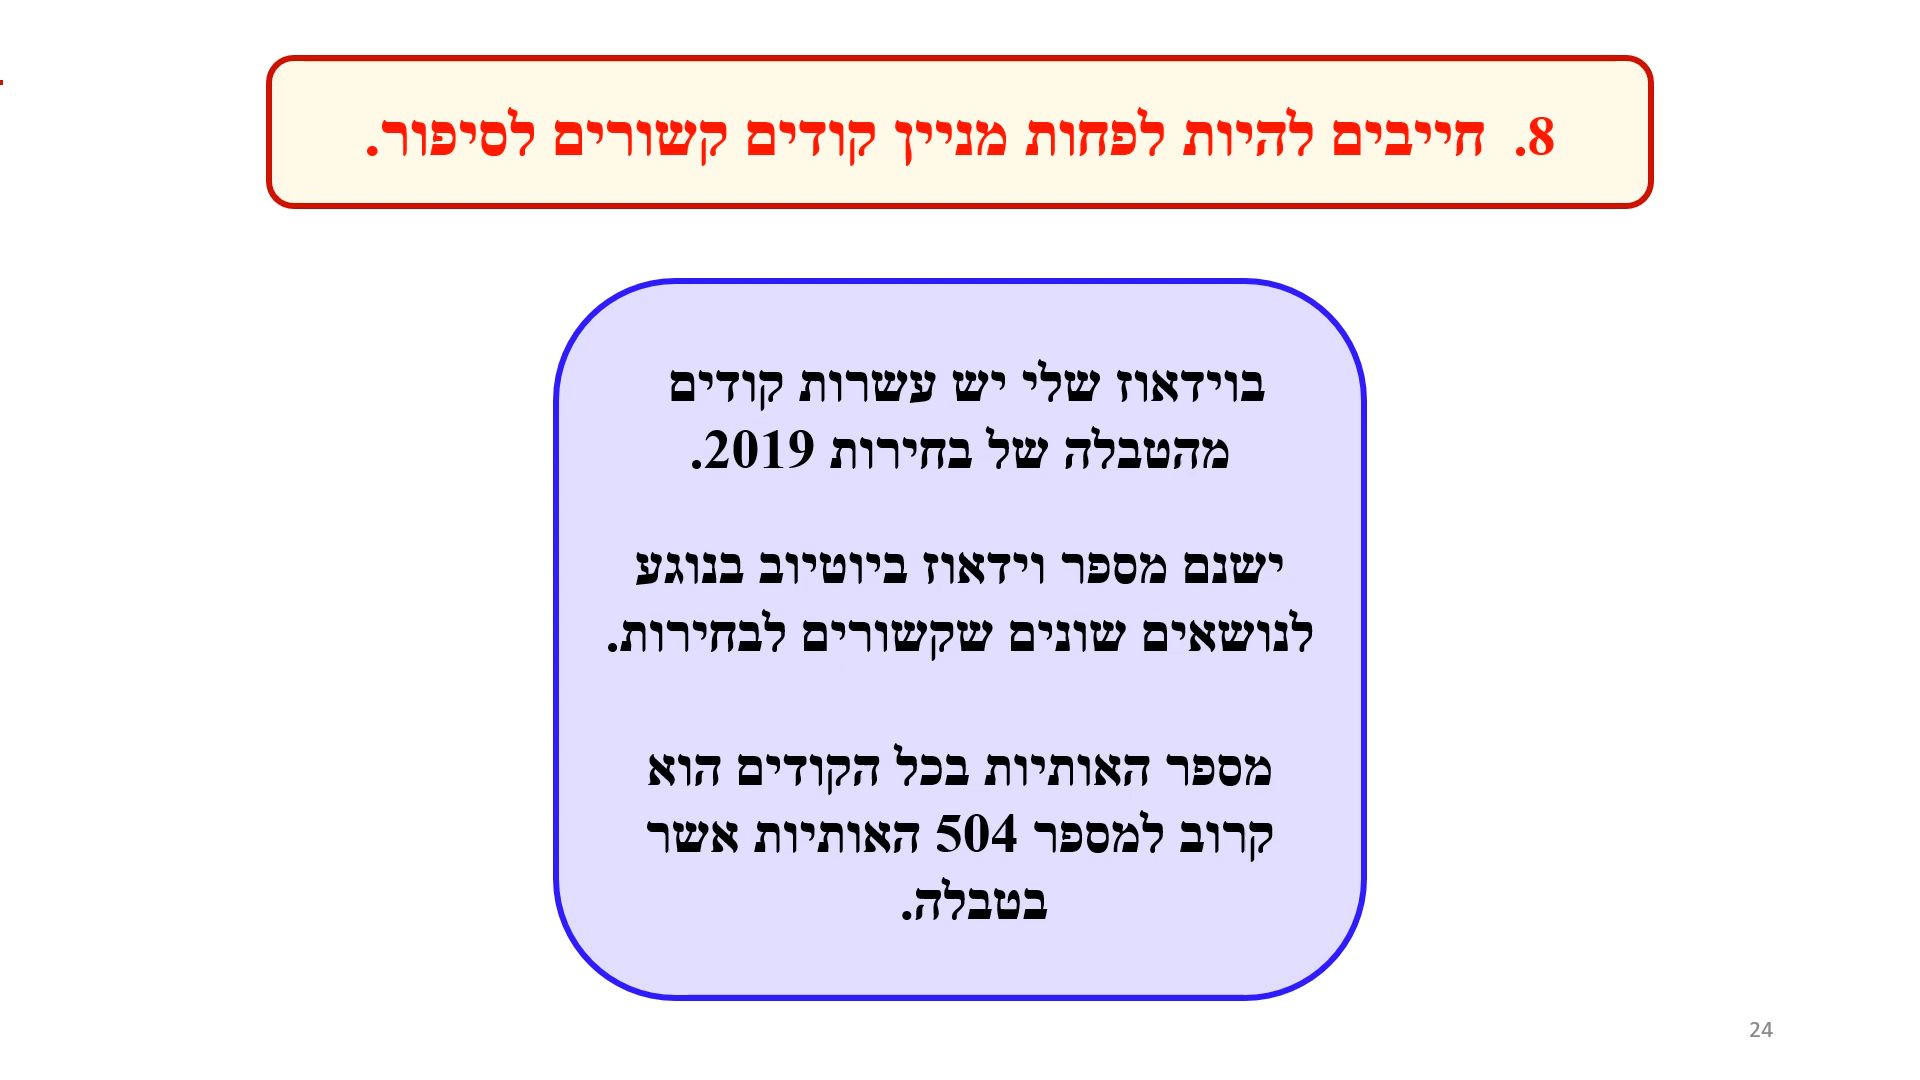 8. חייבים להיות לפחות מניין קודים קשורים לסיפור.
בוידאוז שלי יש עשרות קודים
מהטבלה של בחירות 2019.
ישנם מספר וידאוז ביוטיוב בנוגע
לנושאים שונים שקשורים לבחירות.
מספר האותיות בכל הקודים הוא
קרוב למספר 504 האותיות אשר
בטבלה.
24